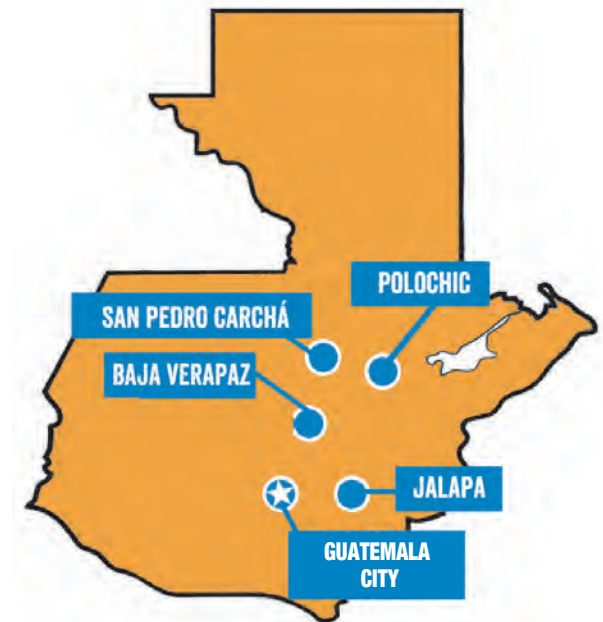 POLOCHIC
SAN PEDRO CARCHÁ
BAJA VERAPAZ
JALAPA
GUATEMALA
CITY